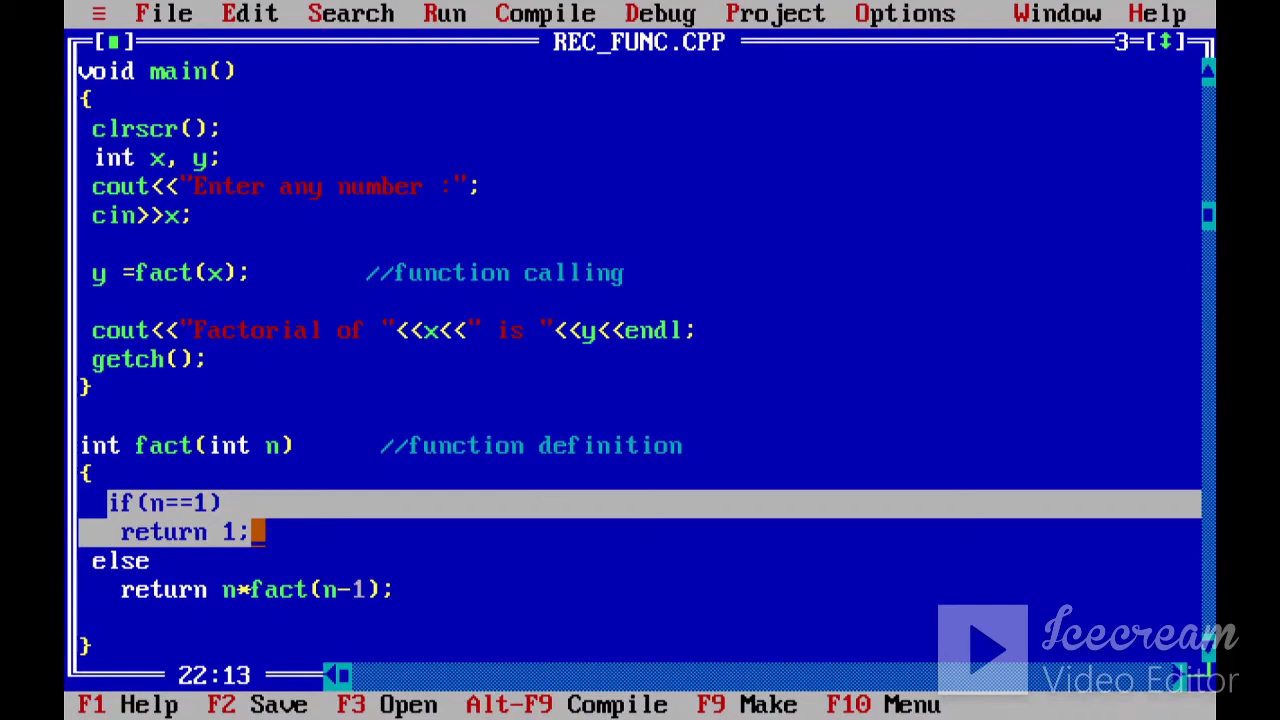 ≡ File Edit Search Run Compile Debug Project Options Window Help
[■] REC_FUNC.CPP 3=[↕]
void main()
{
clrscr();
int x, y;
cout<<"Enter any number :";
cin>>x;
y =fact(x); //function calling
cout<<"Factorial of "<<x<<" is "<<y<<endl;
getch();
}
int fact(int n) //function definition
{
if(n==1)
return 1;
else
return n*fact(n-1);
}
22:13
F1 Help F2 Save F3 Open Alt-F9 Compile F9 Make F10 Menu
Icecream
Video Editor